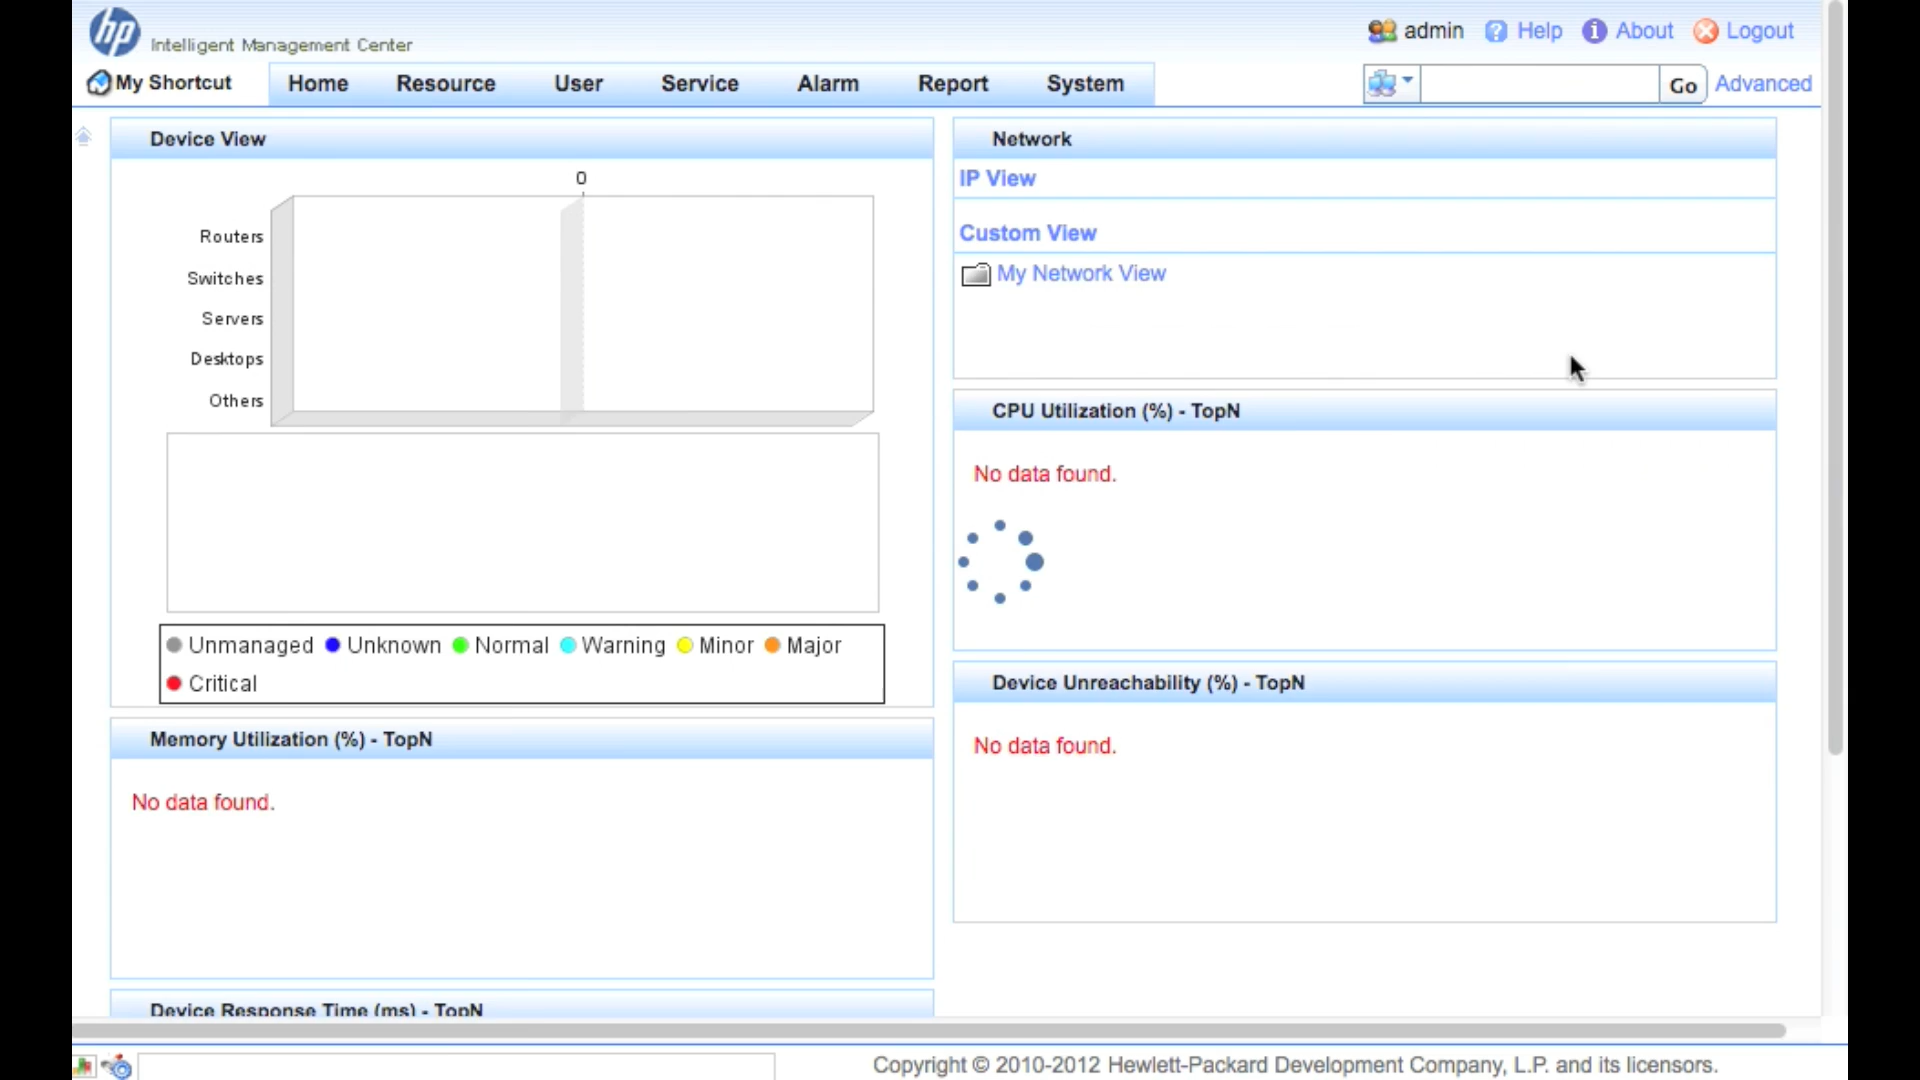 hp Intelligent Management Center
admin Help About Logout
My Shortcut Home Resource User Service Alarm Report System Go Advanced
Device View
0
Routers
Switches
Servers
Desktops
Others
Unmanaged Unknown Normal Warning Minor Major
Critical
Memory Utilization (%) - TopN
No data found.
Device Response Time (ms) - TopN
Network
IP View
Custom View
My Network View
CPU Utilization (%) - TopN
No data found.
Device Unreachability (%) - TopN
No data found.
Copyright © 2010-2012 Hewlett-Packard Development Company, L.P. and its licensors.